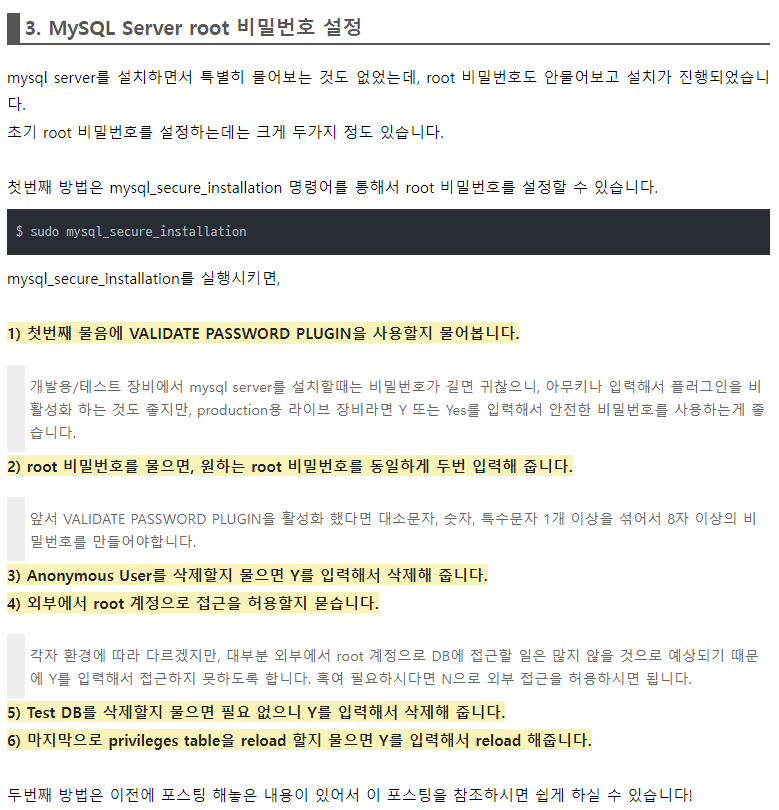 3. MySQL Server root 비밀번호 설정
mysql server를 설치하면서 특별히 물어보는 것도 없었는데, root 비밀번호도 안물어보고 설치가 진행되었습니
다.
초기 root 비밀번호를 설정하는데는 크게 두가지 정도 있습니다.
첫번째 방법은 mysql_secure_installation 명령어를 통해서 root 비밀번호를 설정할 수 있습니다.
$ sudo mysql_secure_installation
mysql_secure_installation를 실행시키면,
1) 첫번째 물음에 VALIDATE PASSWORD PLUGIN을 사용할지 물어봅니다.
개발용/테스트 장비에서 mysql server를 설치할때는 비밀번호가 길면 귀찮으니, 아무키나 입력해서 플러그인을 비
활성화 하는 것도 좋지만, production용 라이브 장비라면 Y 또는 Yes를 입력해서 안전한 비밀번호를 사용하는게 좋
습니다.
2) root 비밀번호를 물으면, 원하는 root 비밀번호를 동일하게 두번 입력해 줍니다.
앞서 VALIDATE PASSWORD PLUGIN을 활성화 했다면 대소문자, 숫자, 특수문자 1개 이상을 섞어서 8자 이상의 비
밀번호를 만들어야합니다.
3) Anonymous User를 삭제할지 물으면 Y를 입력해서 삭제해 줍니다.
4) 외부에서 root 계정으로 접근을 허용할지 묻습니다.
각자 환경에 따라 다르겠지만, 대부분 외부에서 root 계정으로 DB에 접근할 일은 많지 않을 것으로 예상되기 때문
에 Y를 입력해서 접근하지 못하도록 합니다. 혹여 필요하시다면 N으로 외부 접근을 허용하시면 됩니다.
5) Test DB를 삭제할지 물으면 필요 없으니 Y를 입력해서 삭제해 줍니다.
6) 마지막으로 privileges table을 reload 할지 물으면 Y를 입력해서 reload 해줍니다.
두번째 방법은 이전에 포스팅 해놓은 내용이 있어서 이 포스팅을 참조하시면 쉽게 하실 수 있습니다!